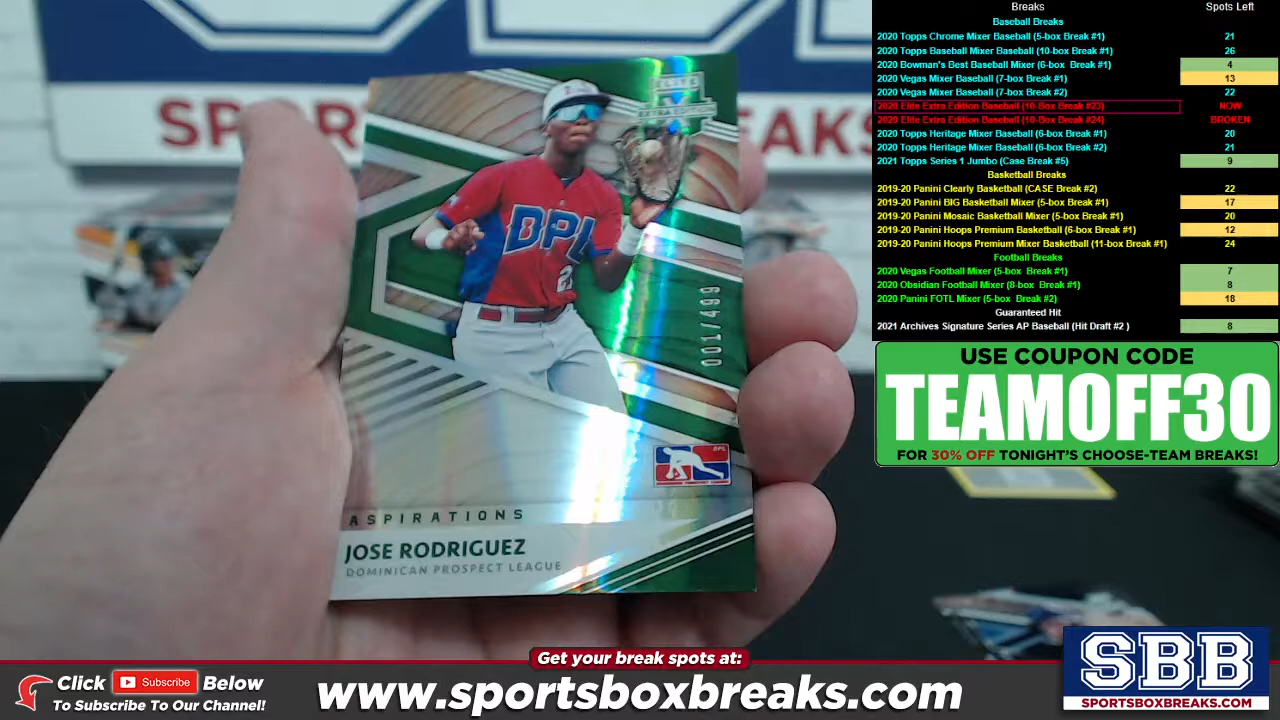 SPORTS
AKS
ELITE
EXTRA EDITION
DPL
2
001/499
DPL
ASPIRATIONS
JOSE RODRIGUEZ
DOMINICAN PROSPECT LEAGUE
Breaks Spots Left
Baseball Breaks
2020 Topps Chrome Mixer Baseball (5-box Break #1) 21
2020 Topps Baseball Mixer Baseball (10-box Break #1) 26
2020 Bowman's Best Baseball Mixer (6-box Break #1) 4
2020 Vegas Mixer Baseball (7-box Break #1) 13
2020 Vegas Mixer Baseball (7-box Break #2) 22
2020 Elite Extra Edition Baseball (10-Box Break #23) NOW
2020 Elite Extra Edition Baseball (10-Box Break #24) BROKEN
2020 Topps Heritage Mixer Baseball (6-box Break #1) 20
2020 Topps Heritage Mixer Baseball (6-box Break #2) 21
2021 Topps Series 1 Jumbo (Case Break #5) 9
Basketball Breaks
2019-20 Panini Clearly Basketball (CASE Break #2) 22
2019-20 Panini BIG Basketball Mixer (5-box Break #1) 17
2019-20 Panini Mosaic Basketball Mixer (5-box Break #1) 20
2019-20 Panini Hoops Premium Basketball (6-box Break #1) 12
2019-20 Panini Hoops Premium Mixer Basketball (11-box Break #1) 24
Football Breaks
2020 Vegas Football Mixer (5-box Break #1) 7
2020 Obsidian Football Mixer (8-box Break #1) 8
2020 Panini FOTL Mixer (5-box Break #2) 18
Guaranteed Hit
2021 Archives Signature Series AP Baseball (Hit Draft #2 ) 8
USE COUPON CODE
TEAMOFF30
FOR 30% OFF TONIGHT'S CHOOSE-TEAM BREAKS!
Get your break spots at:
Click Subscribe Below
To Subscribe To Our Channel!
www.sportsboxbreaks.com
SBB
SPORTSBOXBREAKS.COM